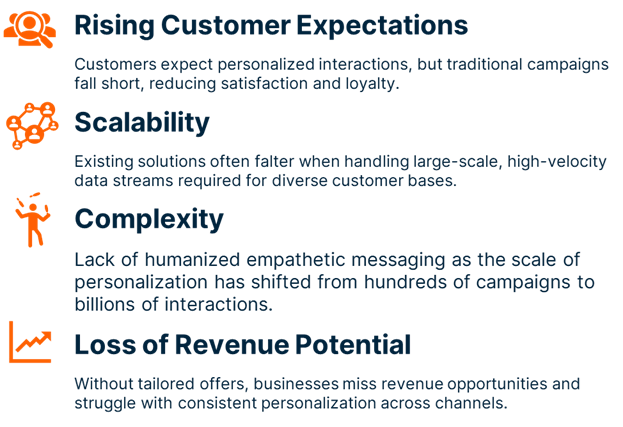 Rising Customer Expectations
Customers expect personalized interactions, but traditional campaigns
fall short, reducing satisfaction and loyalty.
Scalability
Existing solutions often falter when handling large-scale, high-velocity
data streams required for diverse customer bases.
Complexity
Lack of humanized empathetic messaging as the scale of
personalization has shifted from hundreds of campaigns to
billions of interactions.
Loss of Revenue Potential
Without tailored offers, businesses miss revenue opportunities and
struggle with consistent personalization across channels.